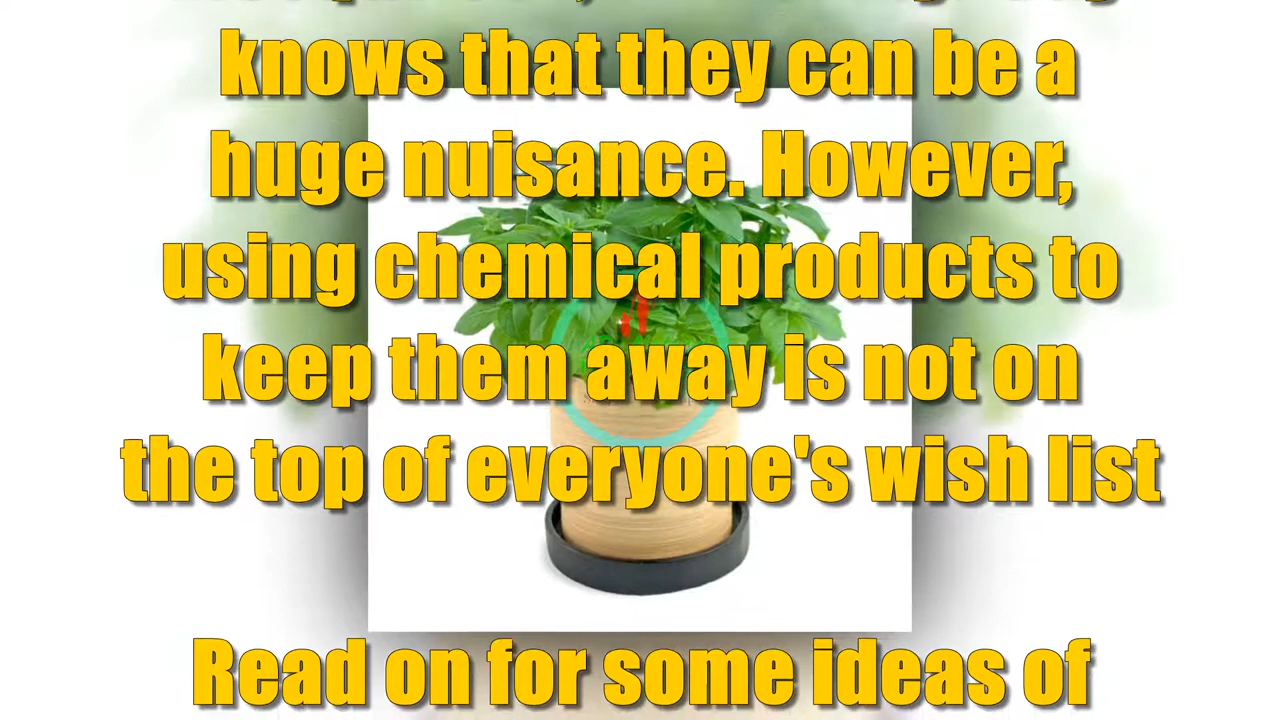 knows that they can be a
huge nuisance. However,
using chemical products to
keep them away is not on
the top of everyone's wish list
Read on for some ideas of